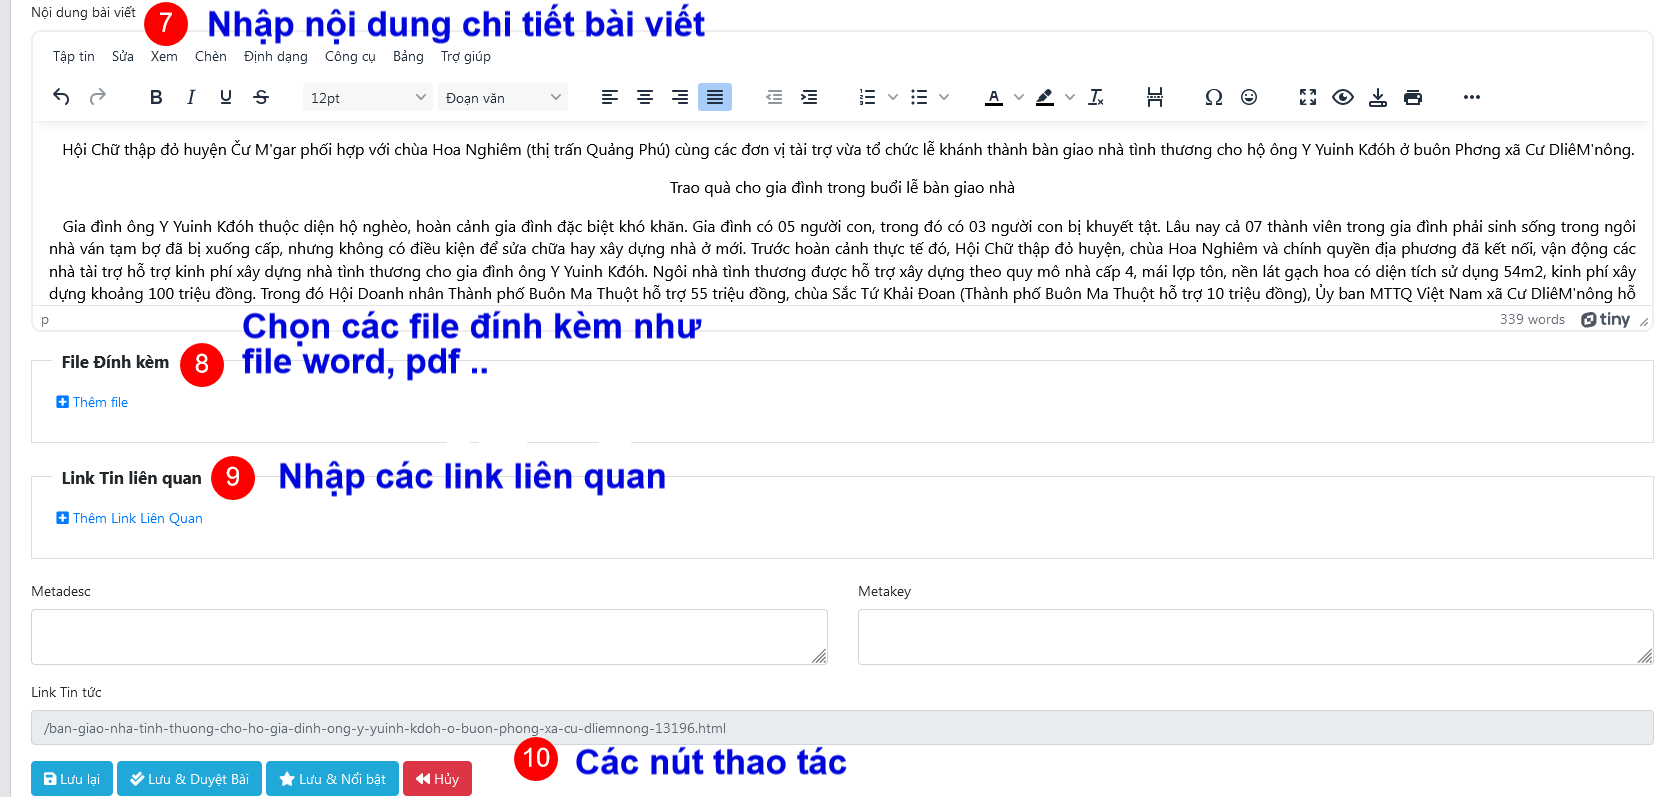 Nội dung bài viết
7 Nhập nội dung chi tiết bài viết
Tập tin Sửa Xem Chèn Định dạng Công cụ Bảng Trợ giúp
12pt Đoạn văn
Hội Chữ thập đỏ huyện Čư M'gar phối hợp với chùa Hoa Nghiêm (thị trấn Quảng Phú) cùng các đơn vị tài trợ vừa tổ chức lễ khánh thành bàn giao nhà tình thương cho hộ ông Y Yuinh Kđóh ở buôn Phơng xã Cư DliêM'nông.
Trao quà cho gia đình trong buổi lễ bàn giao nhà
Gia đình ông Y Yuinh Kđóh thuộc diện hộ nghèo, hoàn cảnh gia đình đặc biệt khó khăn. Gia đình có 05 người con, trong đó có 03 người con bị khuyết tật. Lâu nay cả 07 thành viên trong gia đình phải sinh sống trong ngôi
nhà ván tạm bợ đã bị xuống cấp, nhưng không có điều kiện để sửa chữa hay xây dựng nhà ở mới. Trước hoàn cảnh thực tế đó, Hội Chữ thập đỏ huyện, chùa Hoa Nghiêm và chính quyền địa phương đã kết nối, vận động các
nhà tài trợ hỗ trợ kinh phí xây dựng nhà tình thương cho gia đình ông Y Yuinh Kđóh. Ngôi nhà tình thương được hỗ trợ xây dựng theo quy mô nhà cấp 4, mái lợp tôn, nền lát gạch hoa có diện tích sử dụng 54m2, kinh phí xây
dựng khoảng 100 triệu đồng. Trong đó Hội Doanh nhân Thành phố Buôn Ma Thuột hỗ trợ 55 triệu đồng, chùa Sắc Tứ Khải Đoan (Thành phố Buôn Ma Thuột hỗ trợ 10 triệu đồng), Ủy ban MTTQ Việt Nam xã Cư DliêM'nông hỗ
p 339 words tiny
Chọn các file đính kèm như
file word, pdf ..
File Đính kèm 8
Thêm file
Link Tin liên quan 9 Nhập các link liên quan
Thêm Link Liên Quan
Metadesc Metakey
Link Tin tức
/ban-giao-nha-tinh-thuong-cho-ho-gia-dinh-ong-y-yuinh-kdoh-o-buon-phong-xa-cu-dliemnong-13196.html
10 Các nút thao tác
Lưu lại Lưu & Duyệt Bài Lưu & Nổi bật Hủy